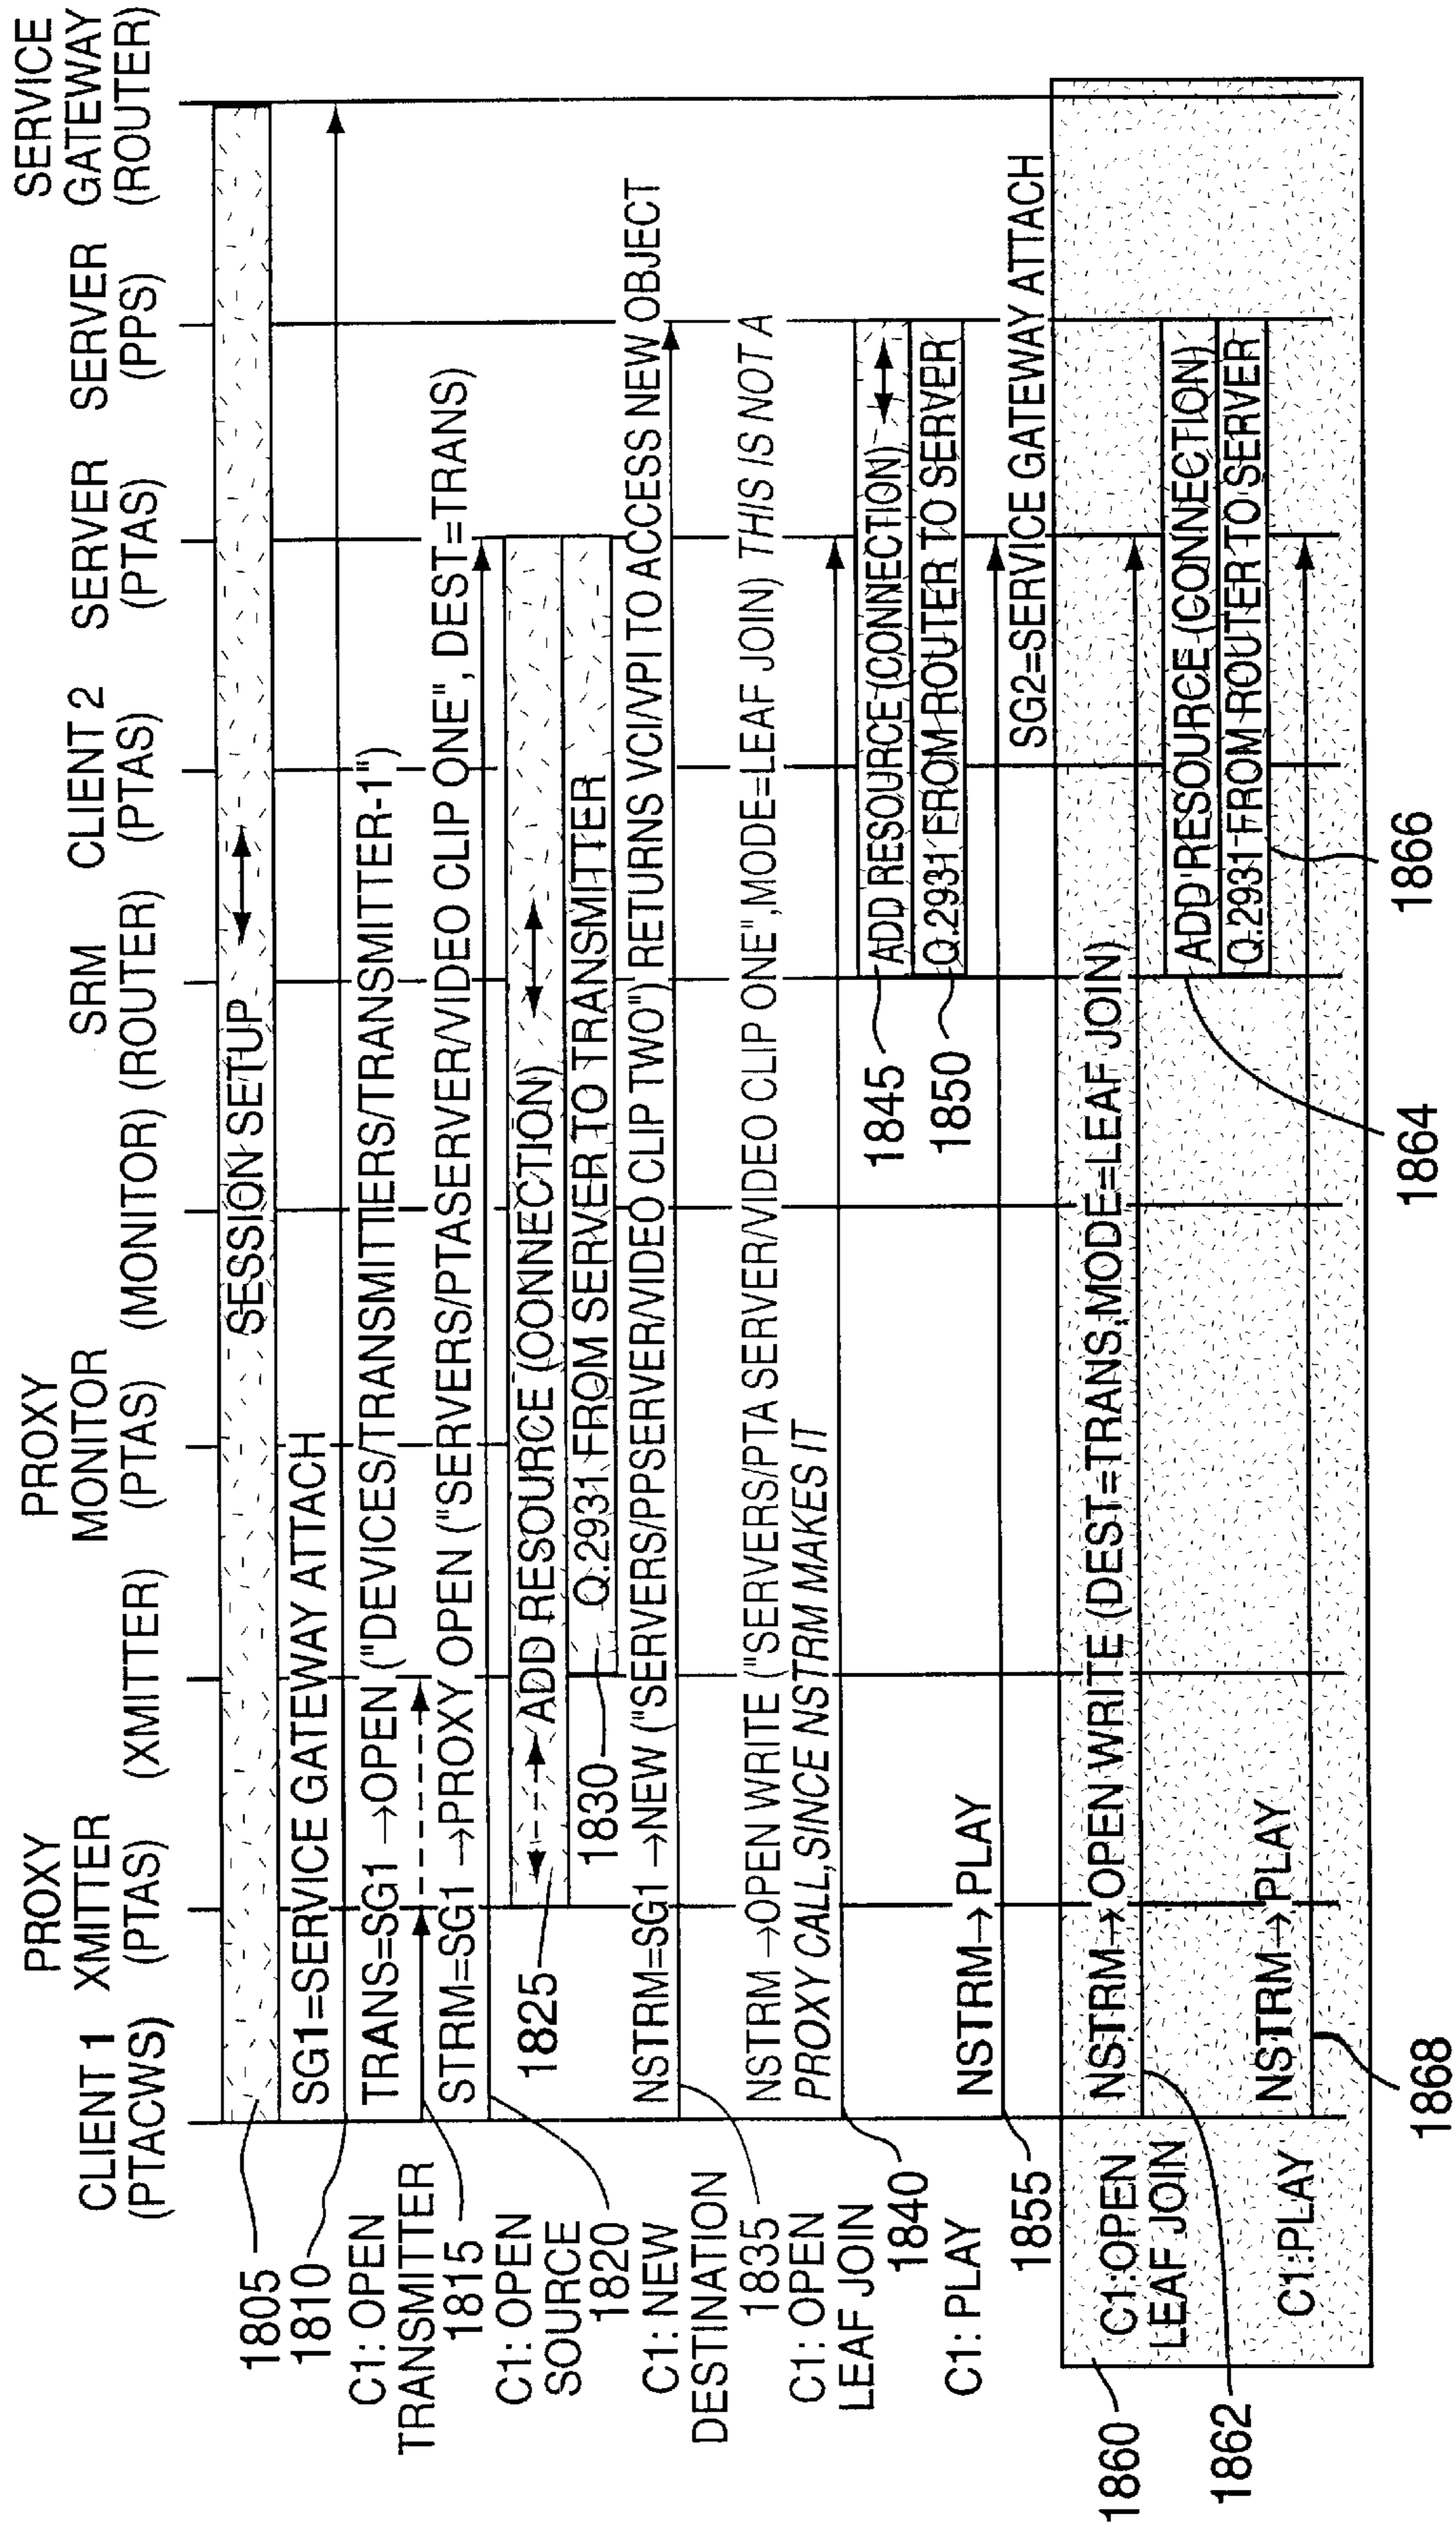 CLIENT 1
(PTACWS)
PROXY
XMITTER
(PTAS)
(XMITTER)
PROXY
MONITOR
(PTAS)
(MONITOR)
SRM
(ROUTER)
CLIENT 2
(PTAS)
SERVER
(PTAS)
SERVER
(PPS)
SERVICE
GATEWAY
(ROUTER)
1805
SESSION SETUP
1810
SG1=SERVICE GATEWAY ATTACH
C1: OPEN
TRANSMITTER
1815
TRANS=SG1 →OPEN ("DEVICES/TRANSMITTERS/TRANSMITTER-1")
C1: OPEN
SOURCE
1820
STRM=SG1 →PROXY OPEN ("SERVERS/PTASERVER/VIDEO CLIP ONE", DEST=TRANS)
1825
ADD RESOURCE (CONNECTION)
1830
Q.2931 FROM SERVER TO TRANSMITTER
C1: NEW
DESTINATION
1835
NSTRM=SG1 →NEW ("SERVERS/PPSERVER/VIDEO CLIP TWO") RETURNS VCI/VPI TO ACCESS NEW OBJECT
C1: OPEN
LEAF JOIN
1840
NSTRM →OPEN WRITE ("SERVERS/PTA SERVER/VIDEO CLIP ONE",MODE=LEAF JOIN) THIS IS NOT A
PROXY CALL,SINCE NSTRM MAKES IT
1845
ADD RESOURCE (CONNECTION)
1850
Q.2931 FROM ROUTER TO SERVER
C1: PLAY
1855
NSTRM→PLAY
SG2=SERVICE GATEWAY ATTACH
1860
C1:OPEN
LEAF JOIN
1862
NSTRM→OPEN WRITE (DEST=TRANS,MODE=LEAF JOIN)
ADD RESOURCE (CONNECTION)
1864
Q.2931 FROM ROUTER TO SERVER
1866
C1:PLAY
NSTRM→PLAY
1868